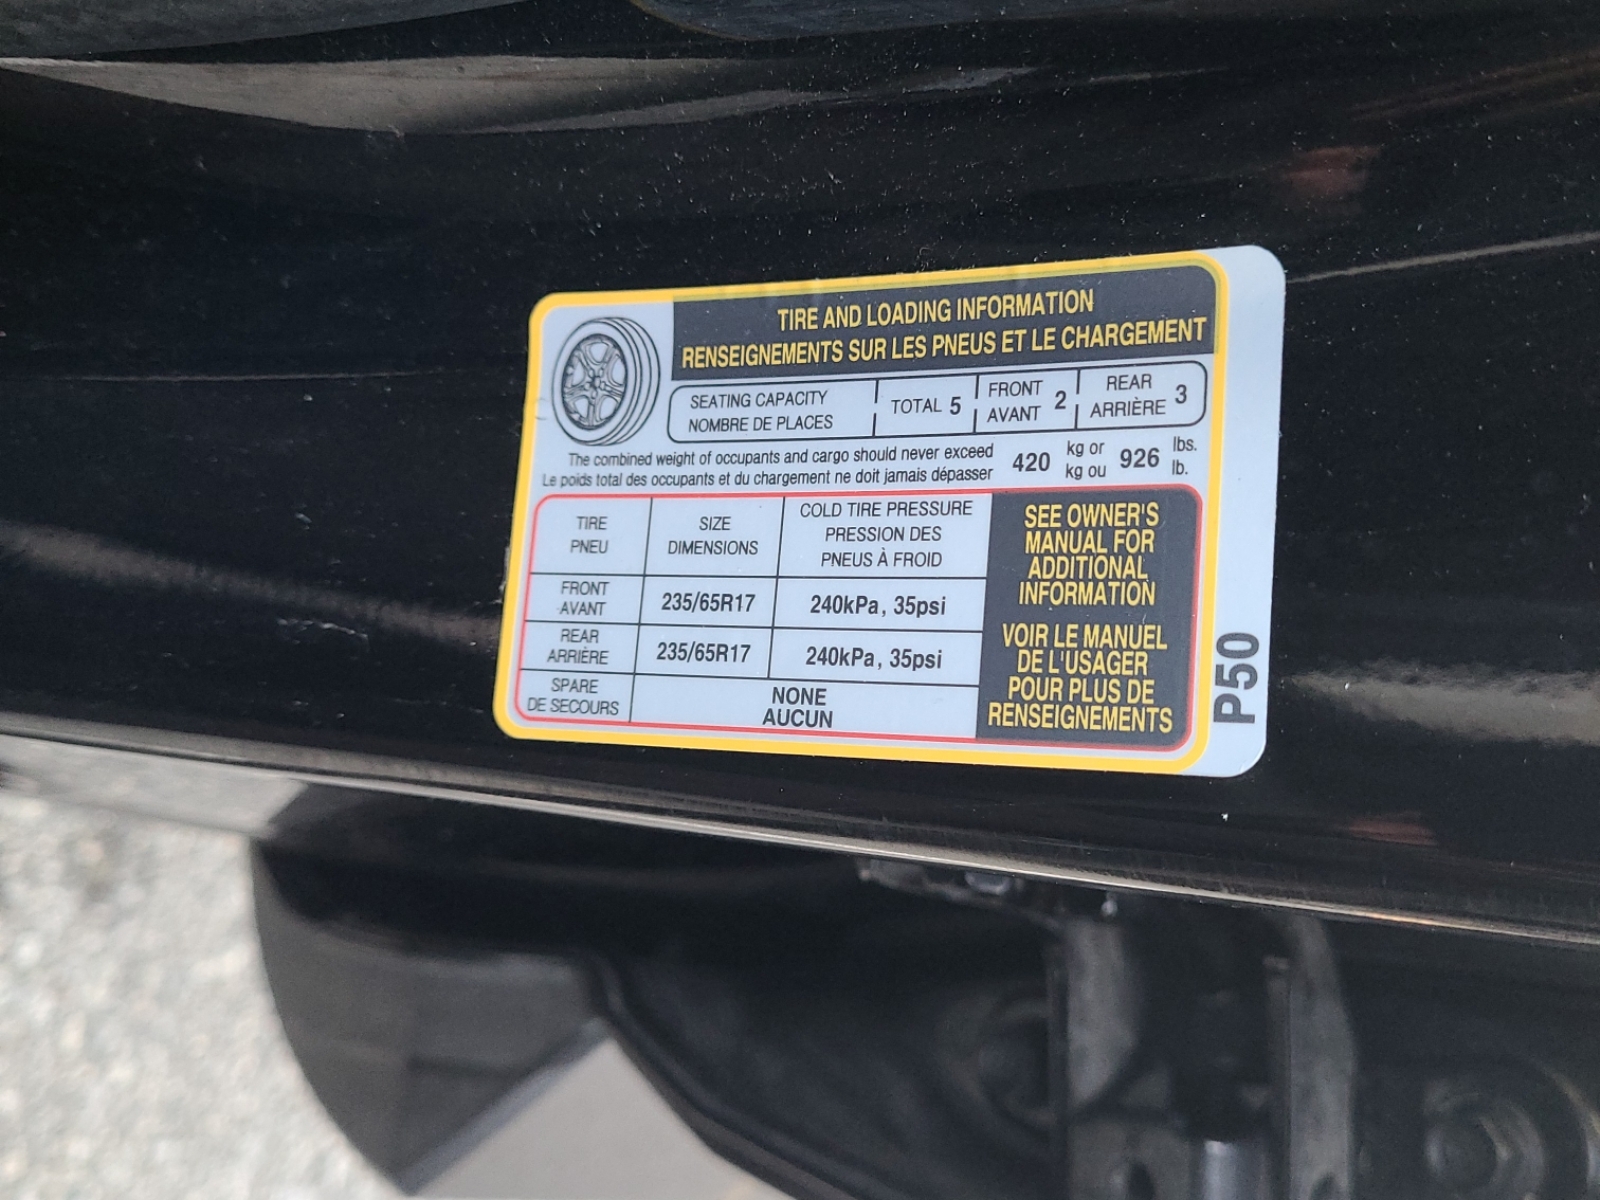 TIRE AND LOADING INFORMATION
RENSEIGNEMENTS SUR LES PNEUS ET LE CHARGEMENT
SEATING CAPACITY
NOMBRE DE PLACES
TOTAL 5
FRONT
AVANT
2
REAR
ARRIÈRE
3
The combined weight of occupants and cargo should never exceed
Le poids total des occupants et du chargement ne doit jamais dépasser
420
kg or
kg ou
926
lbs.
lb.
TIRE
PNEU
SIZE
DIMENSIONS
COLD TIRE PRESSURE
PRESSION DES
PNEUS À FROID
FRONT
AVANT
235/65R17
240kPa, 35psi
REAR
ARRIÈRE
235/65R17
240kPa, 35psi
SPARE
DE SECOURS
NONE
AUCUN
SEE OWNER'S
MANUAL FOR
ADDITIONAL
INFORMATION
VOIR LE MANUEL
DE L'USAGER
POUR PLUS DE
RENSEIGNEMENTS
P50